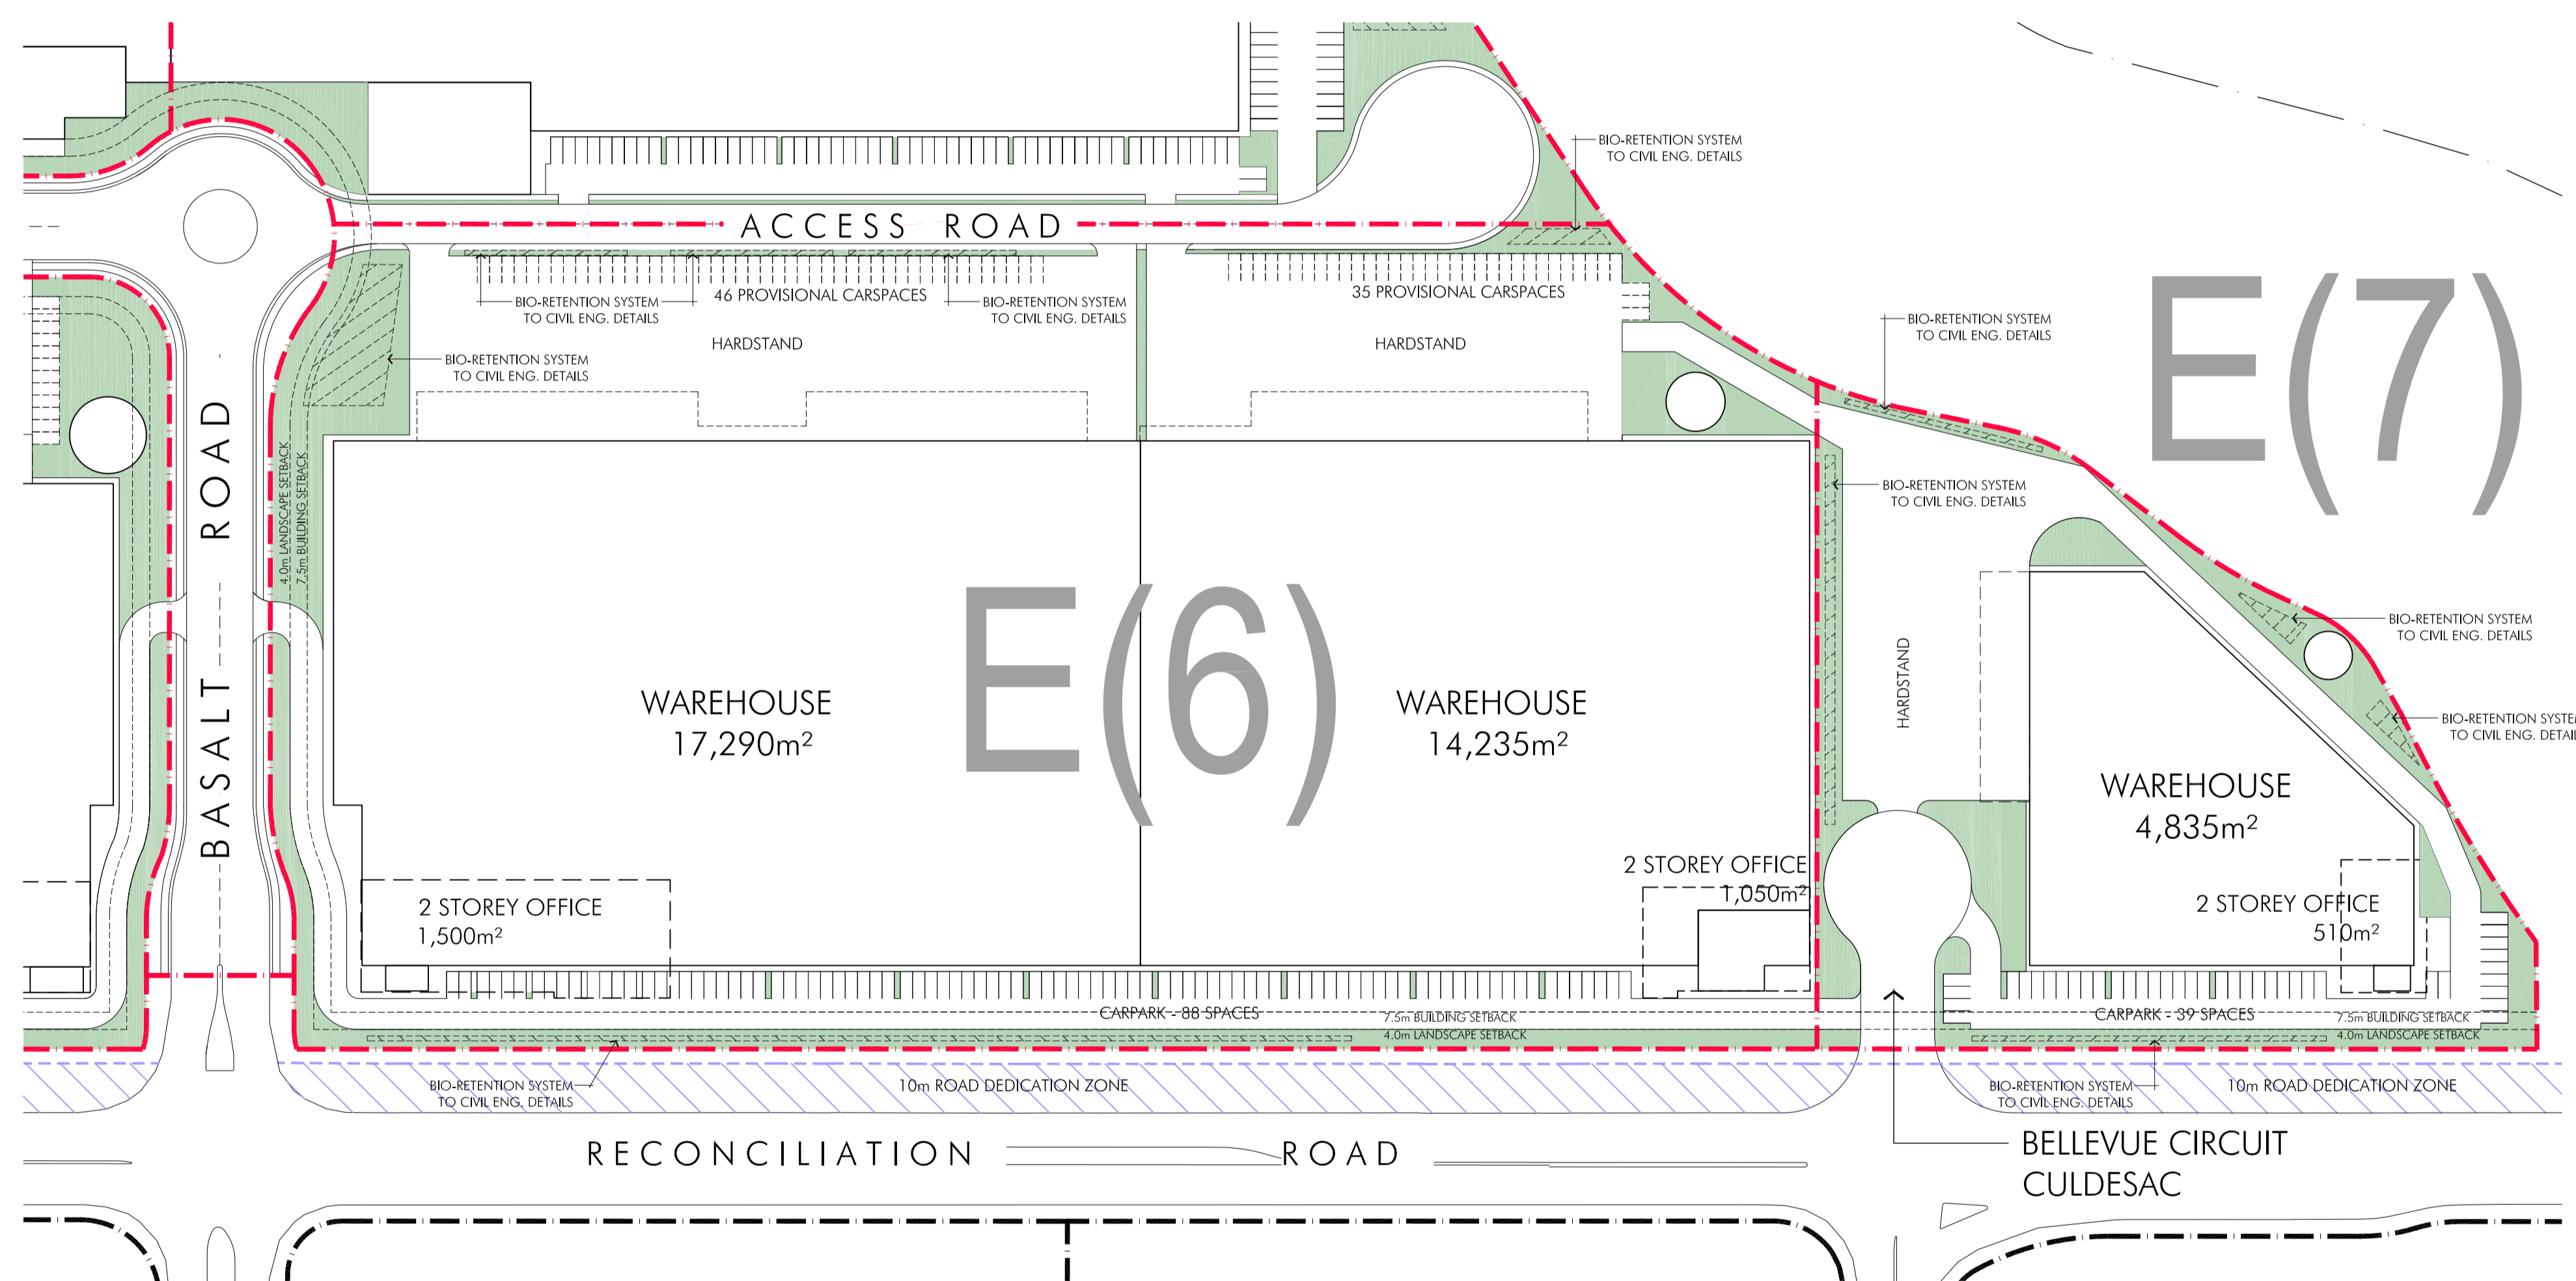 BIO-RETENTION SYSTEM
TO CIVIL ENG. DETAILS
ACCESS ROAD
BIO-RETENTION SYSTEM
TO CIVIL ENG. DETAILS
46 PROVISIONAL CARSPACES
BIO-RETENTION SYSTEM
TO CIVIL ENG. DETAILS
35 PROVISIONAL CARSPACES
HARDSTAND
HARDSTAND
BIO-RETENTION SYSTEM
TO CIVIL ENG. DETAILS
BIO-RETENTION SYSTEM
TO CIVIL ENG. DETAILS
E(7)
BASALT ROAD
4.0m LANDSCAPE SETBACK
7.5m BUILDING SETBACK
BIO-RETENTION SYSTEM
TO CIVIL ENG. DETAILS
E(6)
HARDSTAND
BIO-RETENTION SYSTEM
TO CIVIL ENG. DETAILS
WAREHOUSE
17,290m²
WAREHOUSE
14,235m²
BIO-RETENTION SYSTE
TO CIVIL ENG. DETAI
WAREHOUSE
4,835m²
2 STOREY OFFICE
1,500m²
2 STOREY OFFICE
1,050m²
2 STOREY OFFICE
510m²
CARPARK - 88 SPACES
7.5m BUILDING SETBACK
4.0m LANDSCAPE SETBACK
CARPARK - 39 SPACES
7.5m BUILDING SETBACK
4.0m LANDSCAPE SETBACK
BIO-RETENTION SYSTEM
TO CIVIL ENG. DETAILS
10m ROAD DEDICATION ZONE
BIO-RETENTION SYSTEM
TO CIVIL ENG. DETAILS
10m ROAD DEDICATION ZONE
RECONCILIATION ROAD
BELLEVUE CIRCUIT
CULDESAC